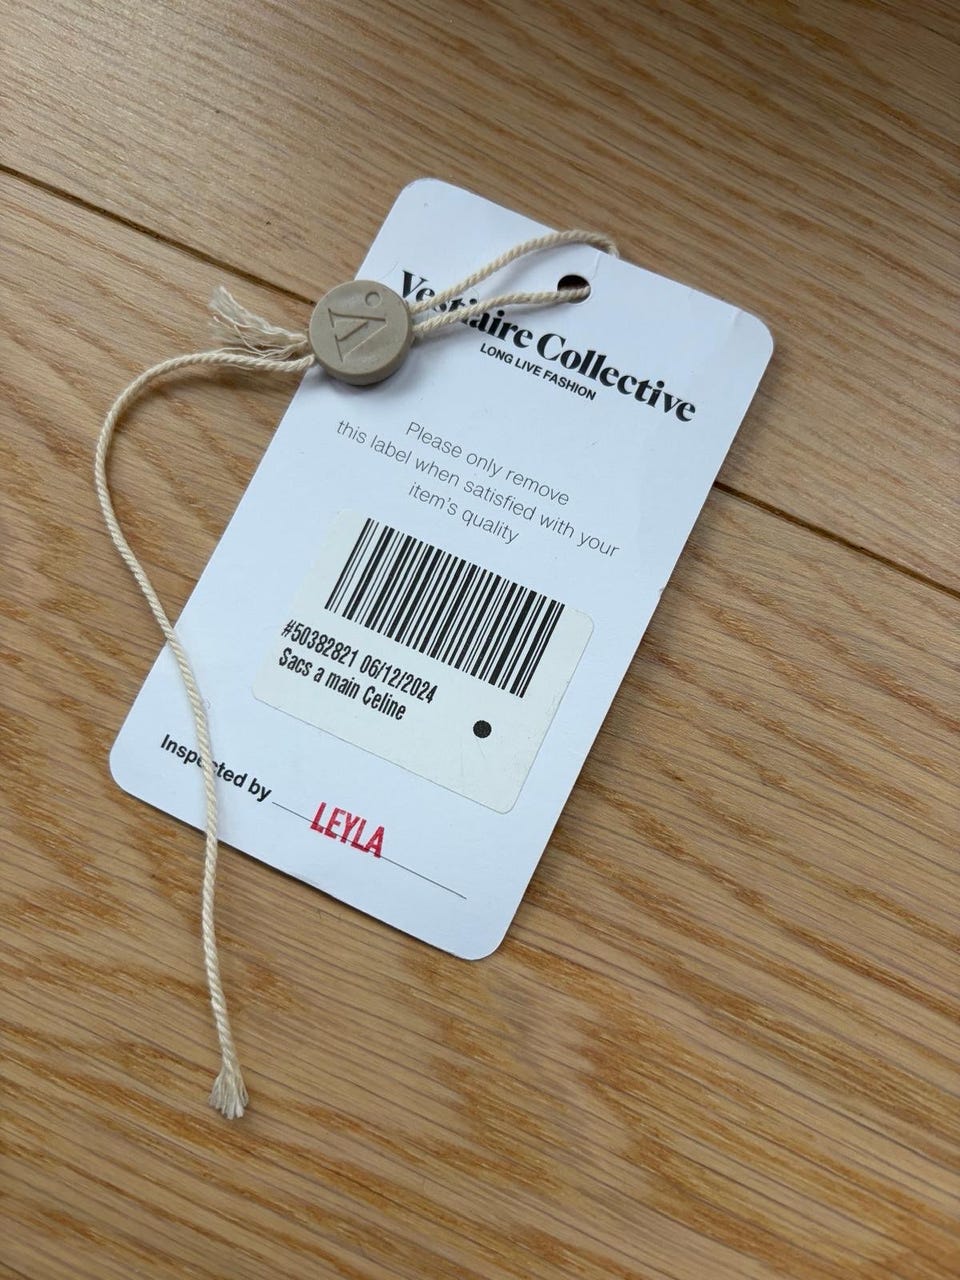 Vestiaire Collective
LONG LIVE FASHION
Please only remove
this label when satisfied with your
item's quality
#50382821 06/12/2024
Sacs a main Celine
Inspected by LEYLA